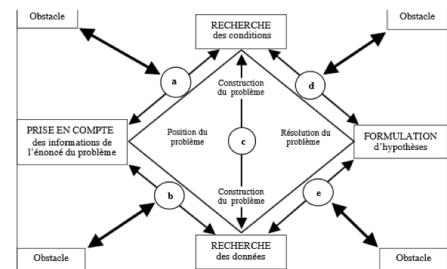 Obstacle
RECHERCHE
des conditions
Obstacle
a
d
Construction
du problème
PRISE EN COMPTE
des informations de
l'énoncé du problème
Position du
problème
c
Résolution du
problème
FORMULATION
d'hypothèses
b
Construction
du problème
e
Obstacle
RECHERCHE
des données
Obstacle